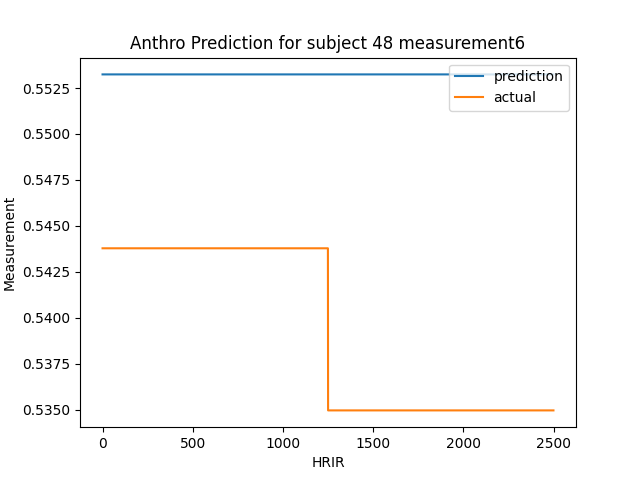 Anthro Prediction for subject 48 measurement6
prediction
actual
Measurement
0.5525
0.5500
0.5475
0.5450
0.5425
0.5400
0.5375
0.5350
0
500
1000
1500
2000
2500
HRIR